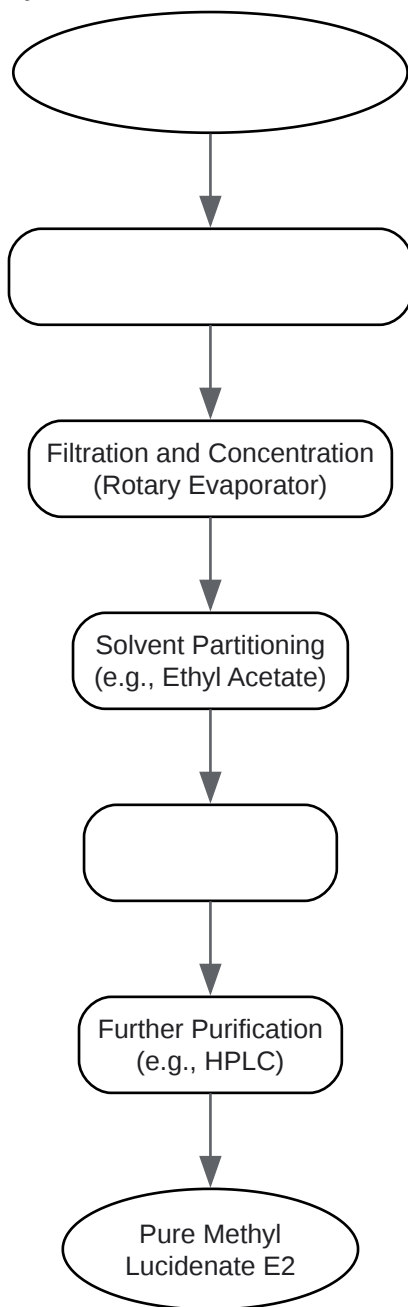 Filtration and Concentration
(Rotary Evaporator)
Solvent Partitioning
(e.g., Ethyl Acetate)
Further Purification
(e.g., HPLC)
Pure Methyl
Lucidenate E2